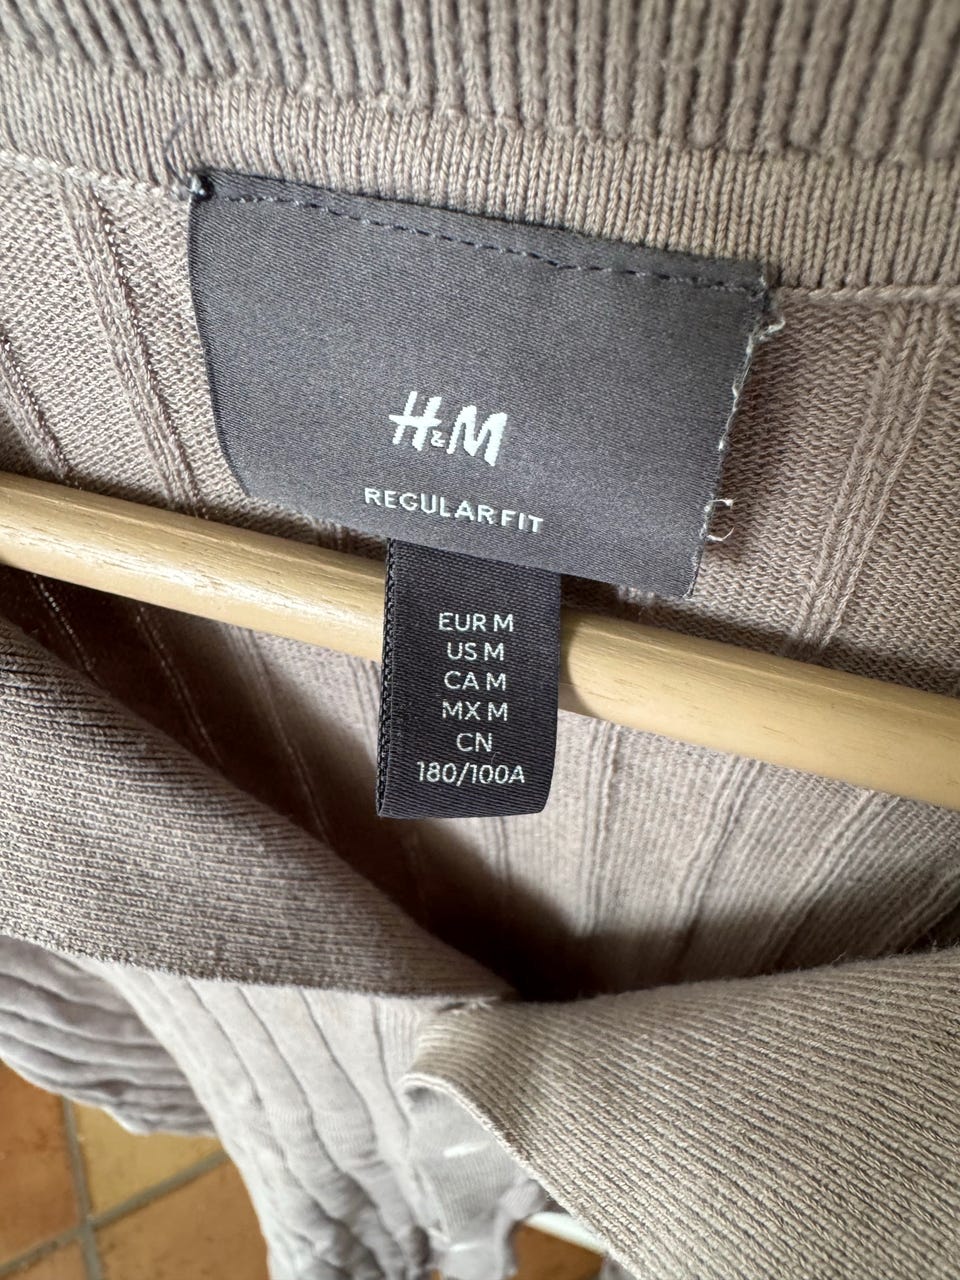 H&M
REGULAR FIT
EUR M
US M
CA M
MX M
CN
180/100A